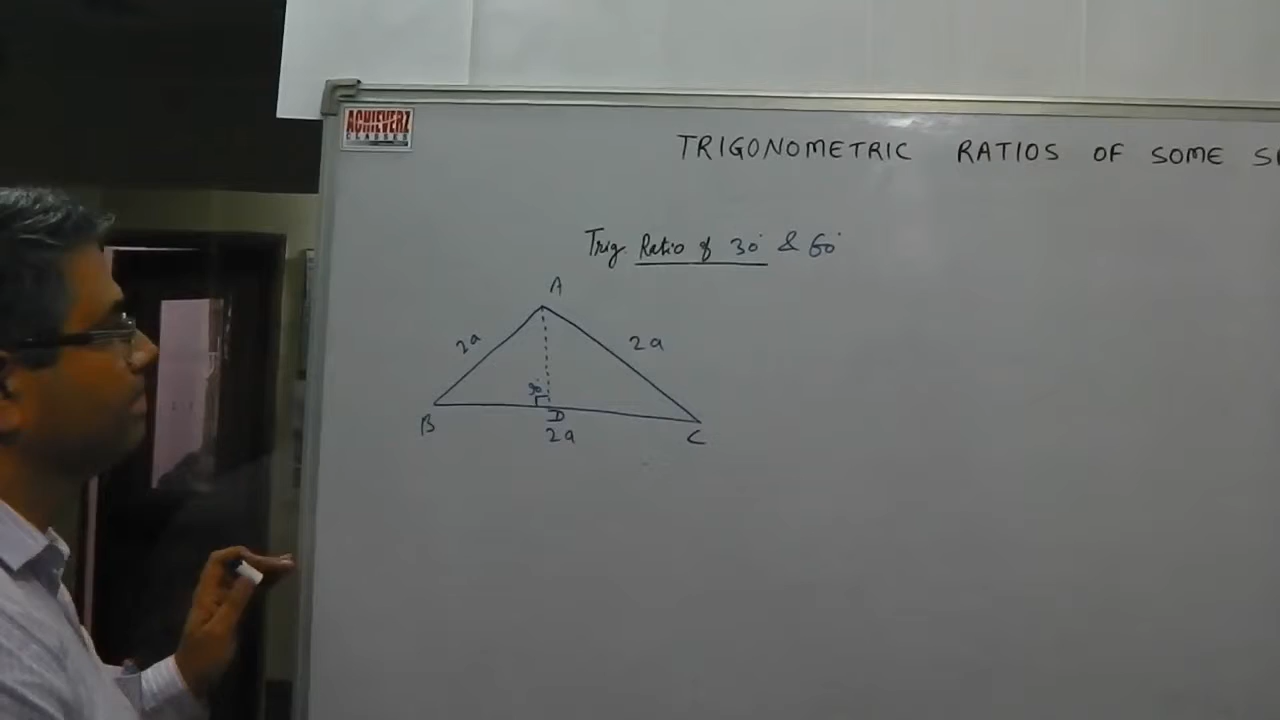 ACHIEVERZ
CLASSES
TRIGONOMETRIC RATIOS OF SOME
Trig. Ratio of 30° & 60°
A
2a
2a
90°
B
D
C
2a